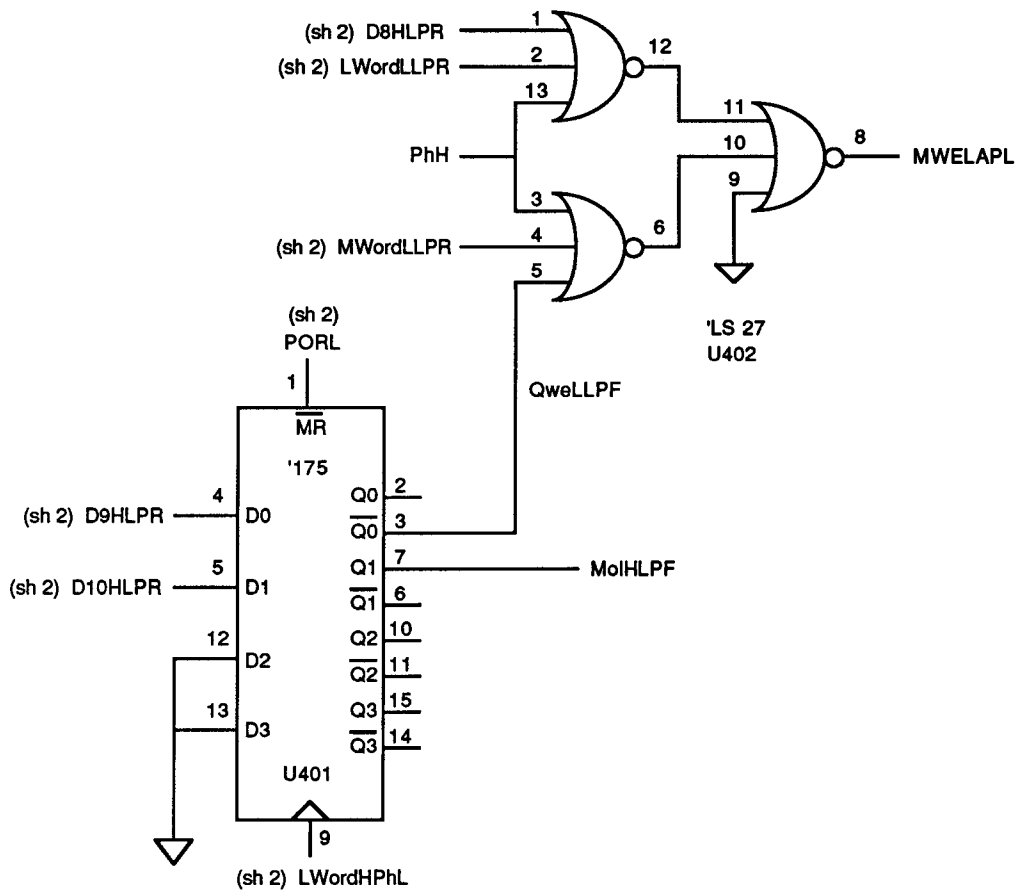 1
(sh 2) D8HLPR
12
2
(sh 2) LWordLLPR
13
11
8
10
PhH
MWELAPL
9
3
6
4
(sh 2) MWordLLPR
5
'LS 27
U402
(sh 2)
PORL
1
QweLLPF
MR
'175
4
Q0 2
(sh 2) D9HLPR
D0
Q0 3
5
Q1 7
MolHLPF
(sh 2) D10HLPR
D1
Q1 6
12
Q2 10
D2
Q2 11
13
Q3 15
D3
Q3 14
U401
9
(sh 2) LWordHPhL